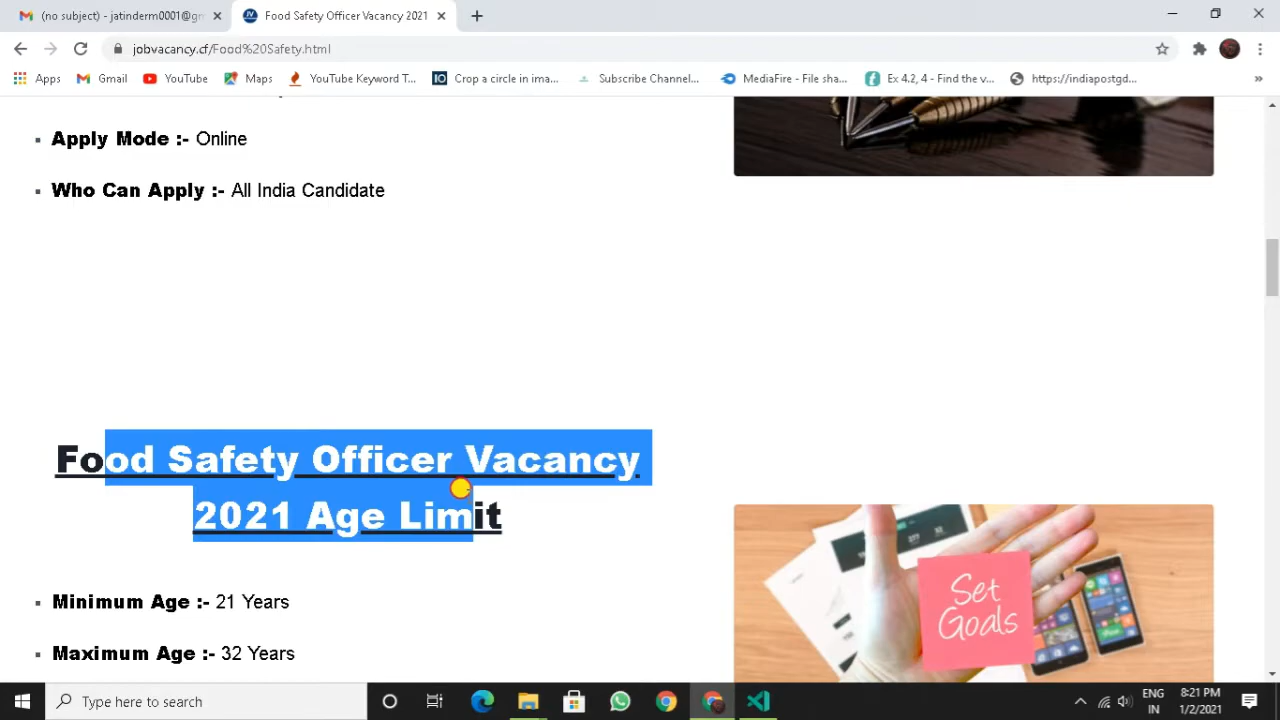 (no subject) - jatinderm0001@gm
Food Safety Officer Vacancy 2021
jobvacancy.cf/Food%20Safety.html
Apps
Gmail
YouTube
Maps
YouTube Keyword T...
Crop a circle in ima...
Subscribe Channel...
MediaFire - File sha...
Ex 4.2, 4 - Find the v...
https://indiapostgd...
»
Apply Mode :- Online
Who Can Apply :- All India Candidate
Food Safety Officer Vacancy
2021 Age Limit
Set
Goals
Minimum Age :- 21 Years
Maximum Age :- 32 Years
Type here to search
ENG
IN
8:21 PM
1/2/2021